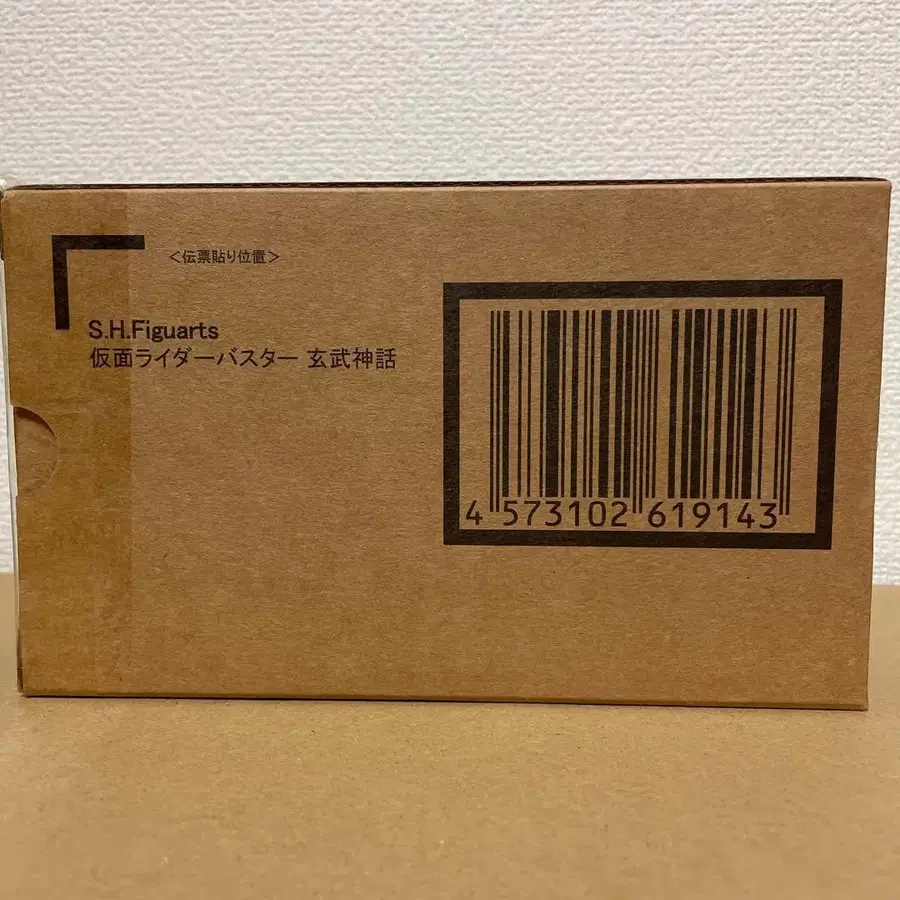 <伝票貼り位置>
S.H.Figuarts
仮面ライダーバスター 玄武神話
4 573102 619143